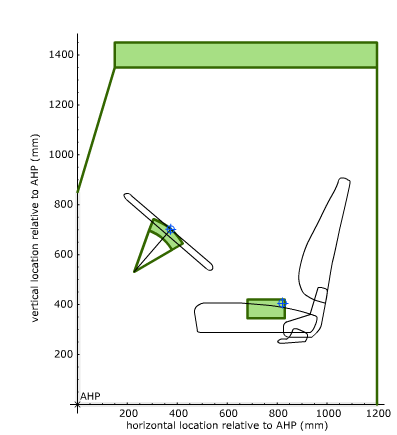 1400
1200
1000
800
600
400
200
vertical location relative to AHP (mm)
AHP
200 400 600 800 1000 1200
horizontal location relative to AHP (mm)